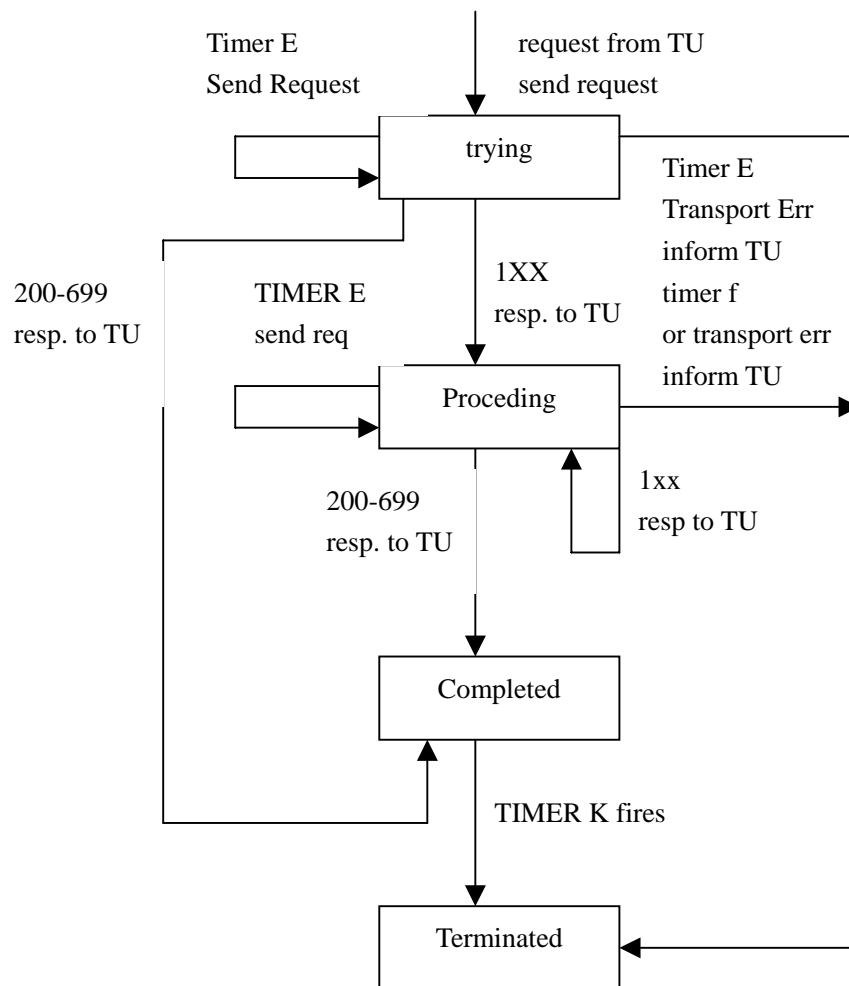 Timer E
Send Request
request from TU
send request
trying
Timer E
Transport Err
inform TU
timer f
or transport err
inform TU
200-699
resp. to TU
TIMER E
send req
1XX
resp. to TU
Proceding
200-699
resp. to TU
1xx
resp to TU
Completed
TIMER K fires
Terminated